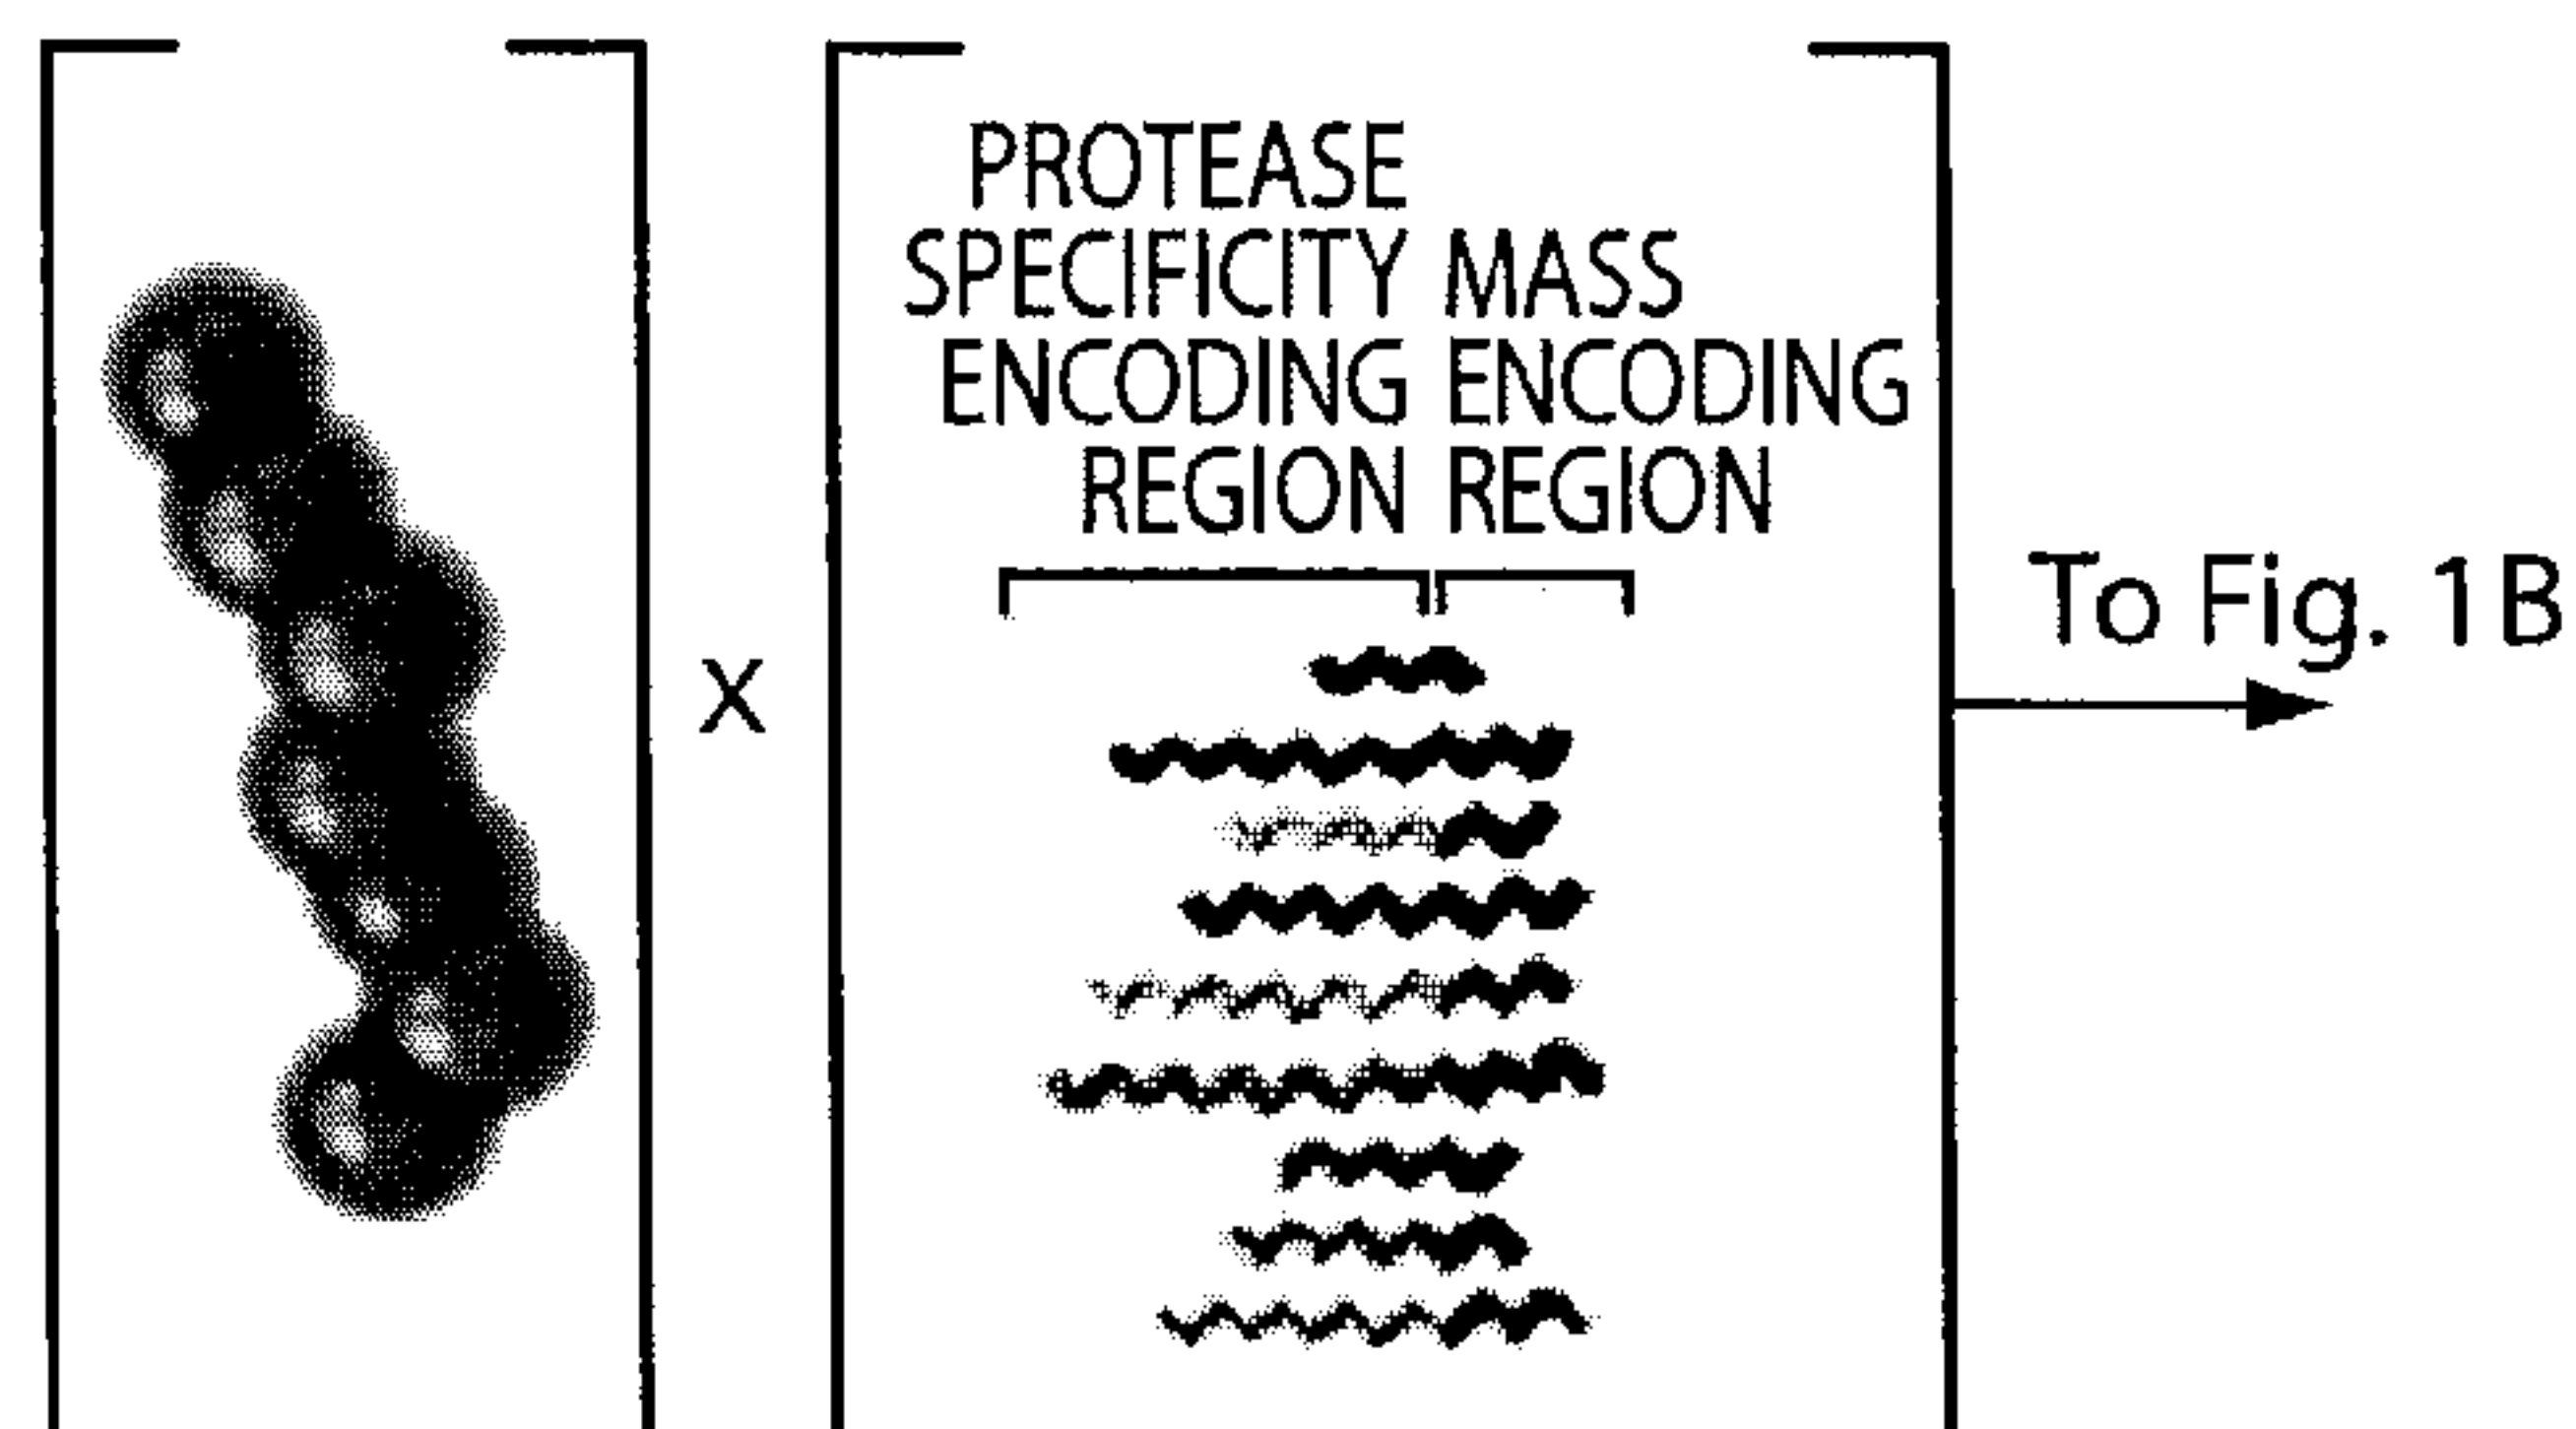 PROTEASE
SPECIFICITY MASS
ENCODING ENCODING
REGION REGION
X
To Fig. 1B